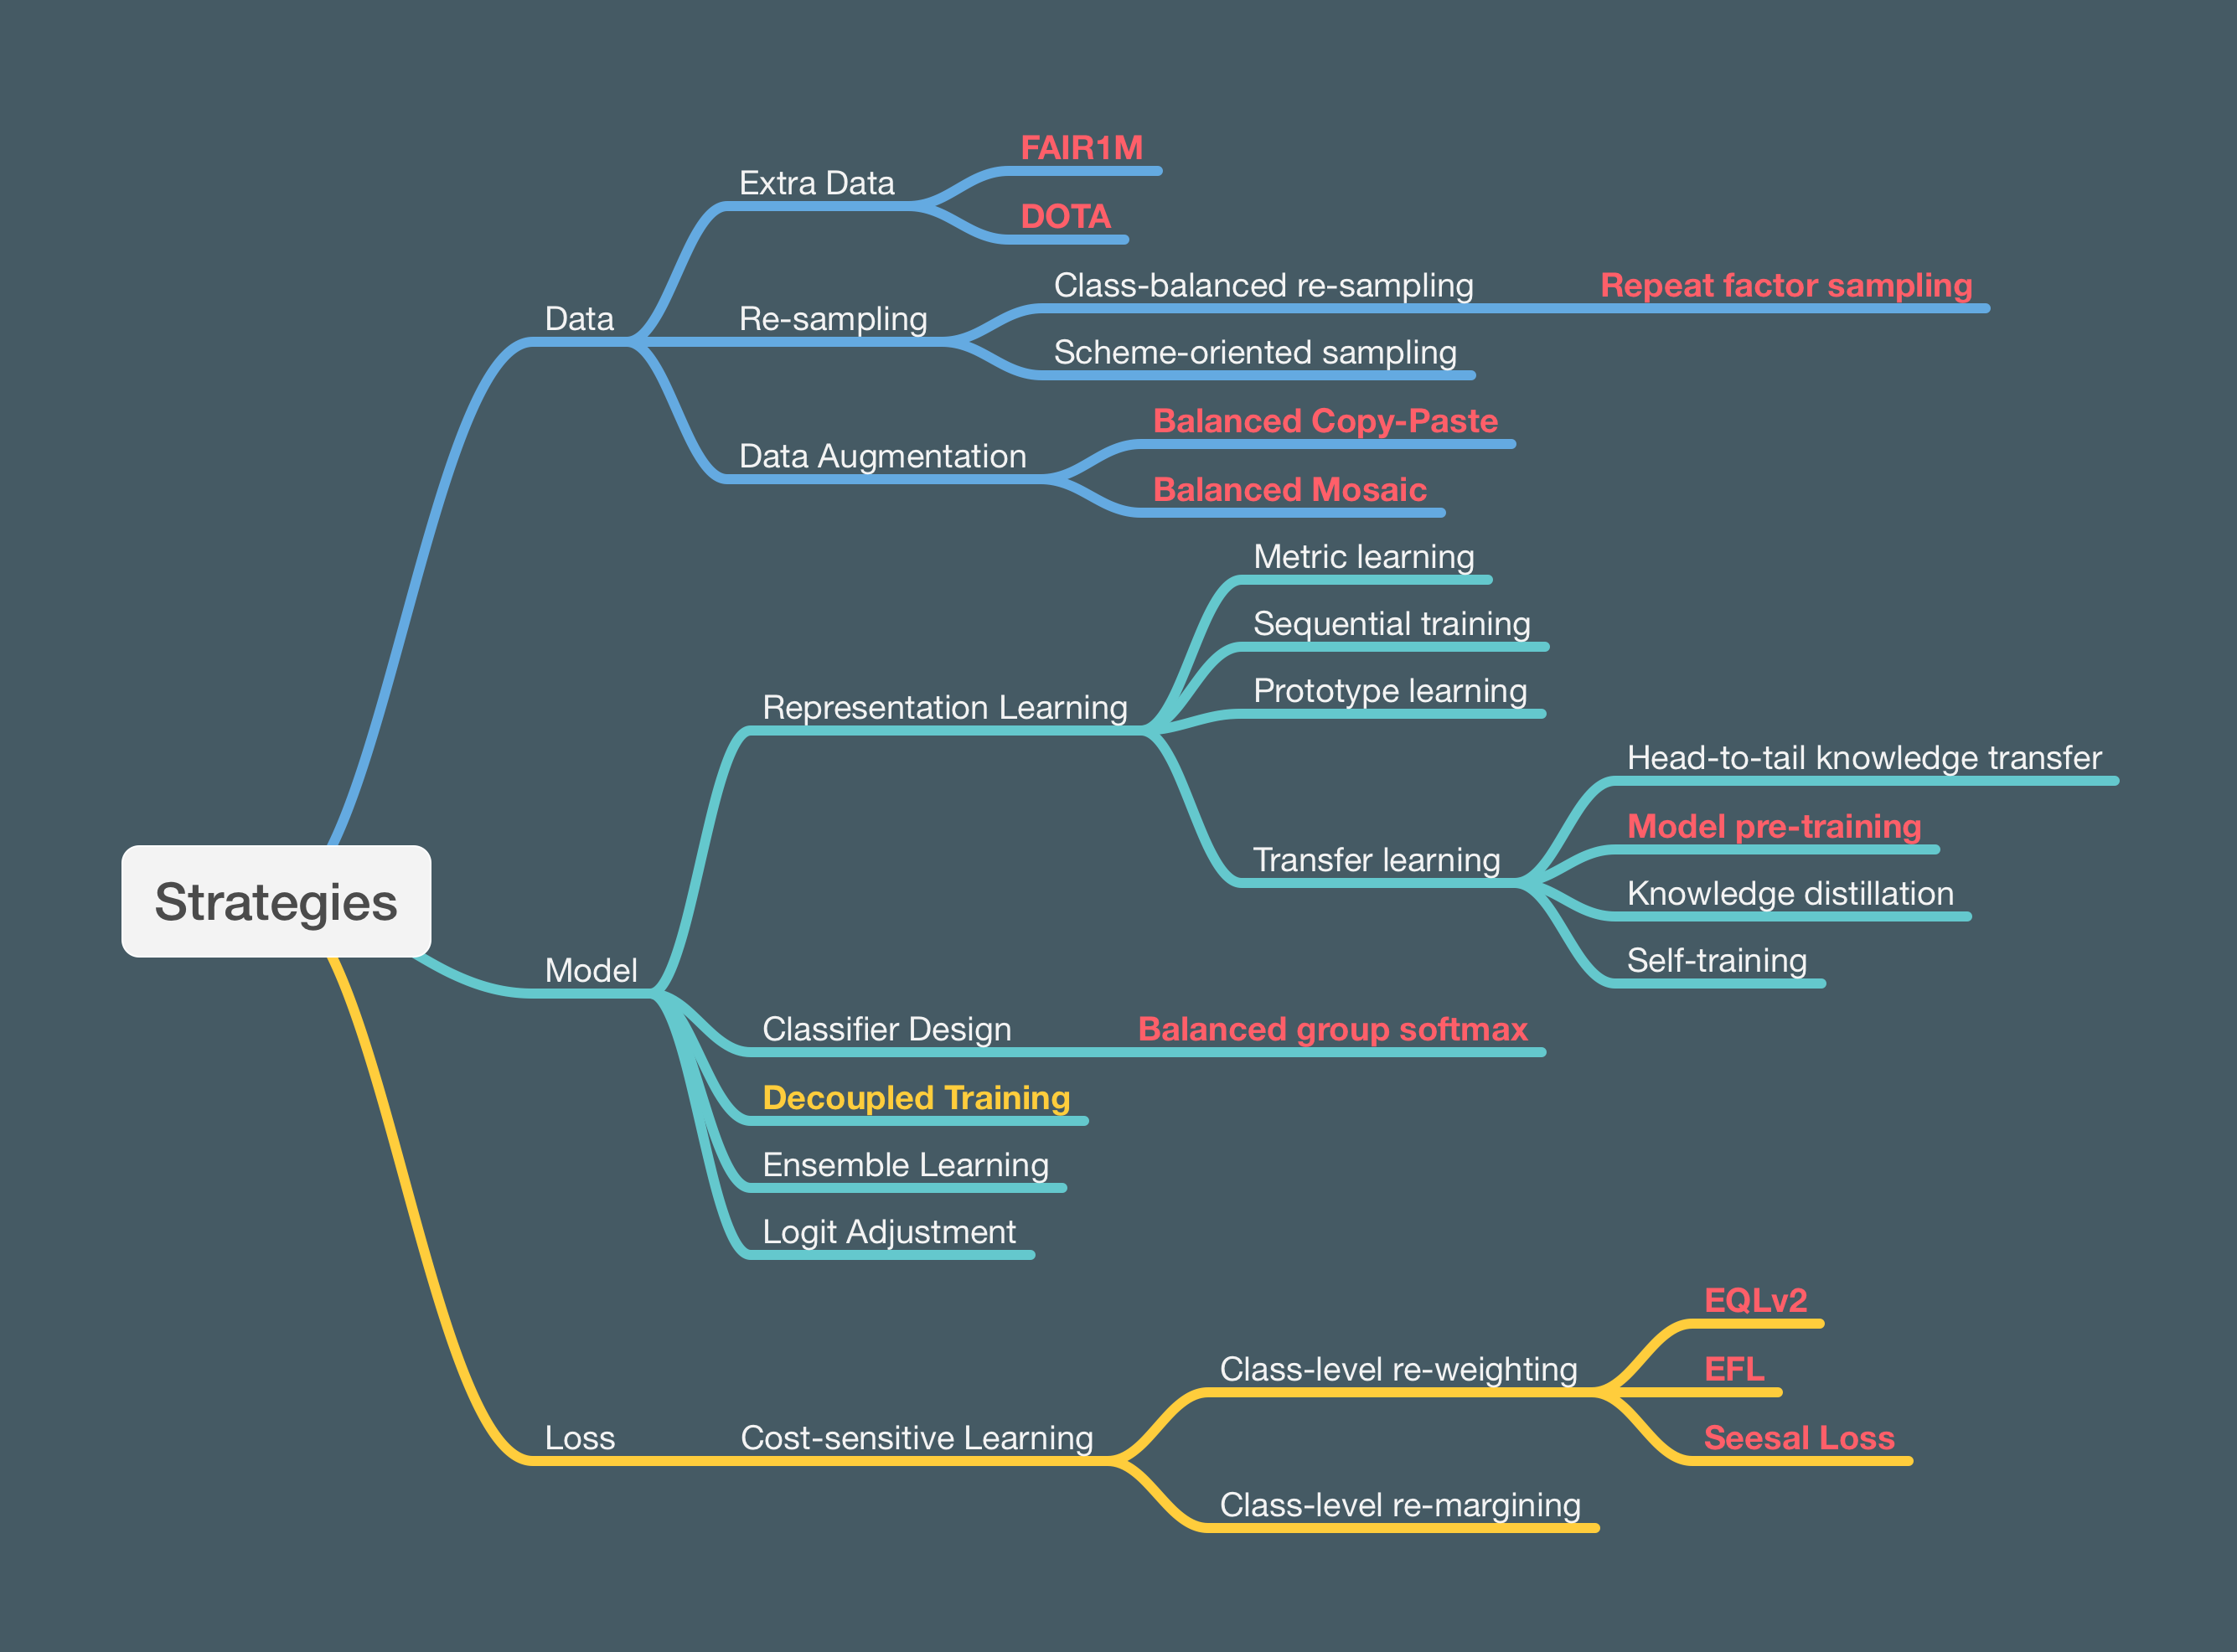 FAIR1M
Extra Data
DOTA
Class-balanced re-sampling
Repeat factor sampling
Data
Re-sampling
Scheme-oriented sampling
Balanced Copy-Paste
Data Augmentation
Balanced Mosaic
Metric learning
Sequential training
Prototype learning
Representation Learning
Head-to-tail knowledge transfer
Model pre-training
Transfer learning
Knowledge distillation
Strategies
Self-training
Model
Classifier Design
Balanced group softmax
Decoupled Training
Ensemble Learning
Logit Adjustment
EQLv2
Class-level re-weighting
EFL
Loss
Cost-sensitive Learning
Seesal Loss
Class-level re-margining